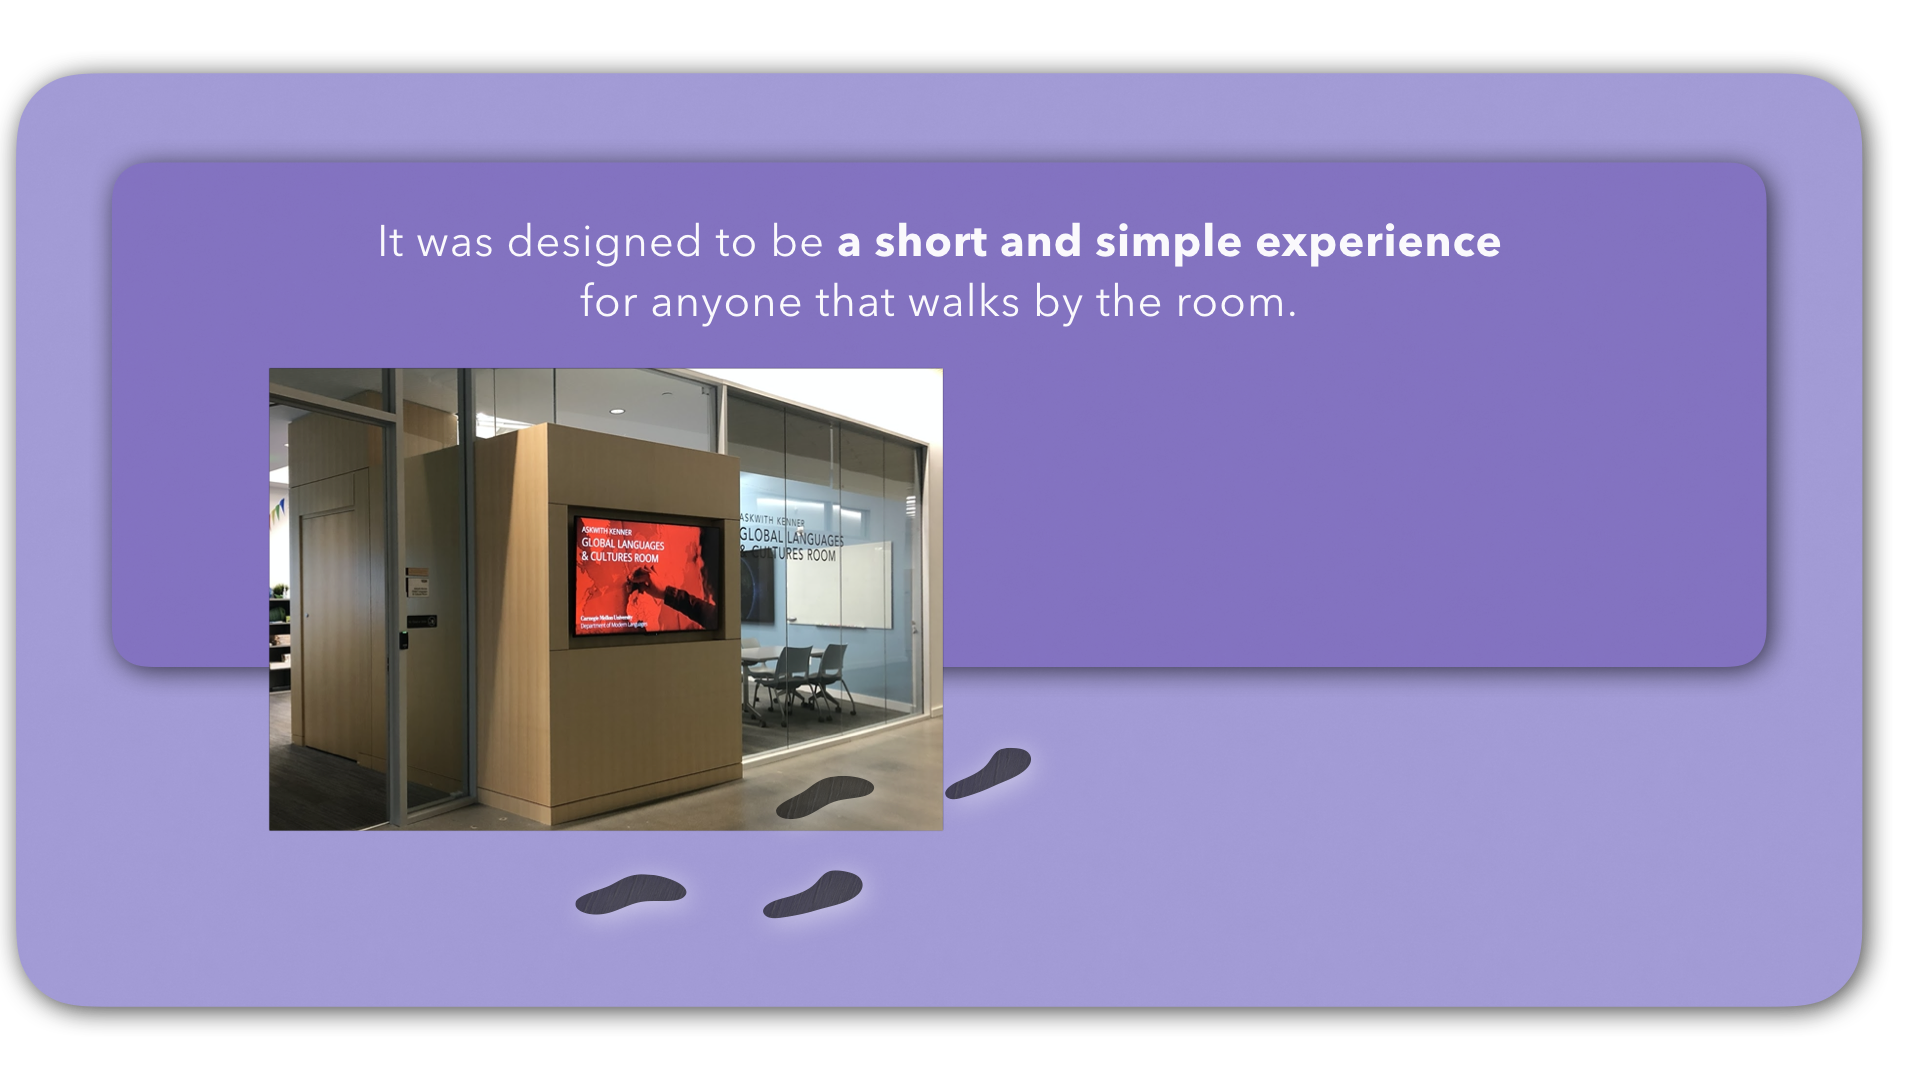 It was designed to be a short and simple experience
for anyone that walks by the room.
ASKWITH KENNER
GLOBAL LANGUAGES
& CULTURES ROOM
Carnegie Mellon University
Department of Modern Languages
ASKWITH KENNER
GLOBAL LANGUAGES
& CULTURES ROOM